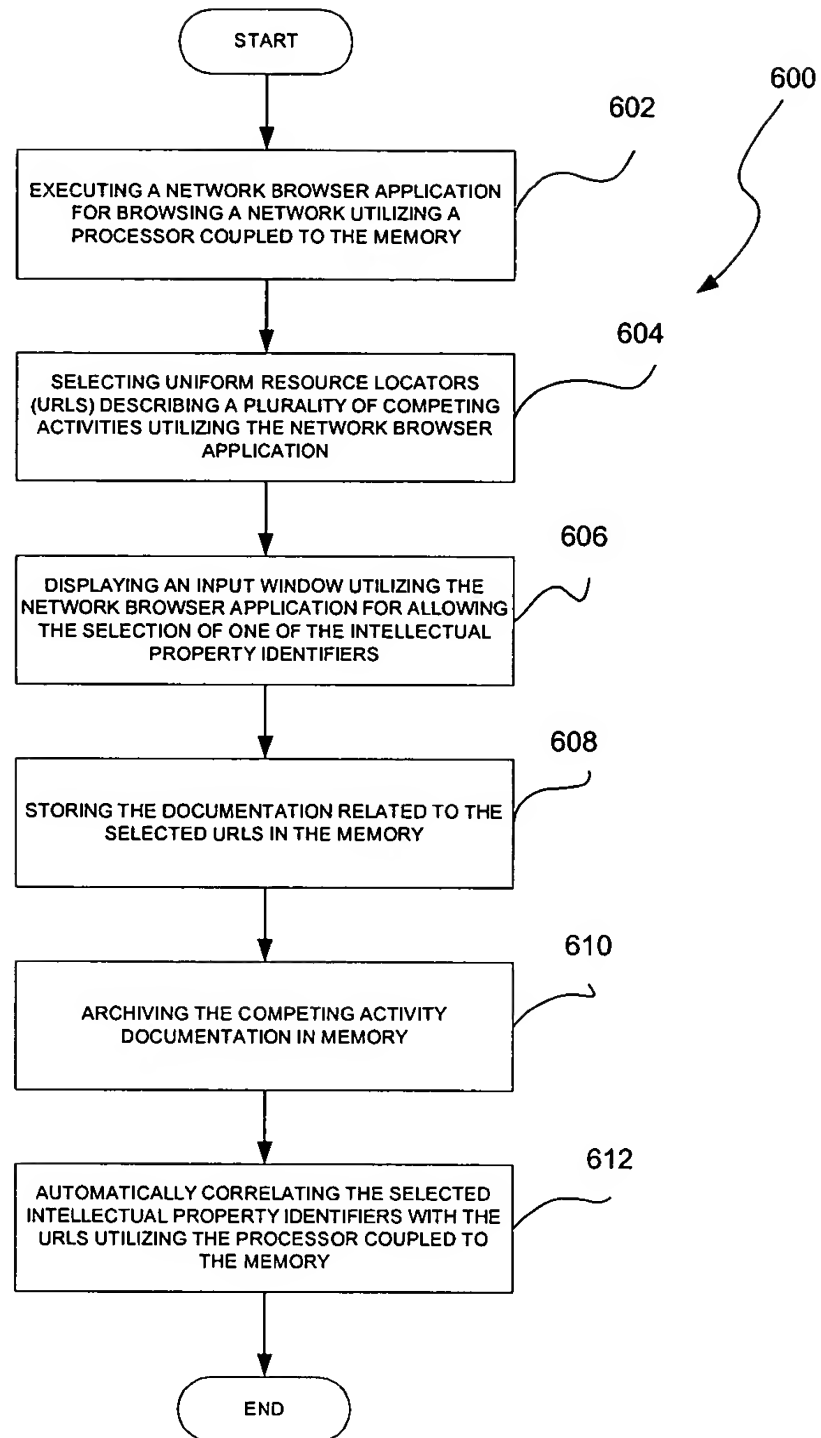 START
600
602
EXECUTING A NETWORK BROWSER APPLICATION
FOR BROWSING A NETWORK UTILIZING A
PROCESSOR COUPLED TO THE MEMORY
604
SELECTING UNIFORM RESOURCE LOCATORS
(URLS) DESCRIBING A PLURALITY OF COMPETING
ACTIVITIES UTILIZING THE NETWORK BROWSER
APPLICATION
606
DISPLAYING AN INPUT WINDOW UTILIZING THE
NETWORK BROWSER APPLICATION FOR ALLOWING
THE SELECTION OF ONE OF THE INTELLECTUAL
PROPERTY IDENTIFIERS
608
STORING THE DOCUMENTATION RELATED TO THE
SELECTED URLS IN THE MEMORY
610
ARCHIVING THE COMPETING ACTIVITY
DOCUMENTATION IN MEMORY
612
AUTOMATICALLY CORRELATING THE SELECTED
INTELLECTUAL PROPERTY IDENTIFIERS WITH THE
URLS UTILIZING THE PROCESSOR COUPLED TO
THE MEMORY
END